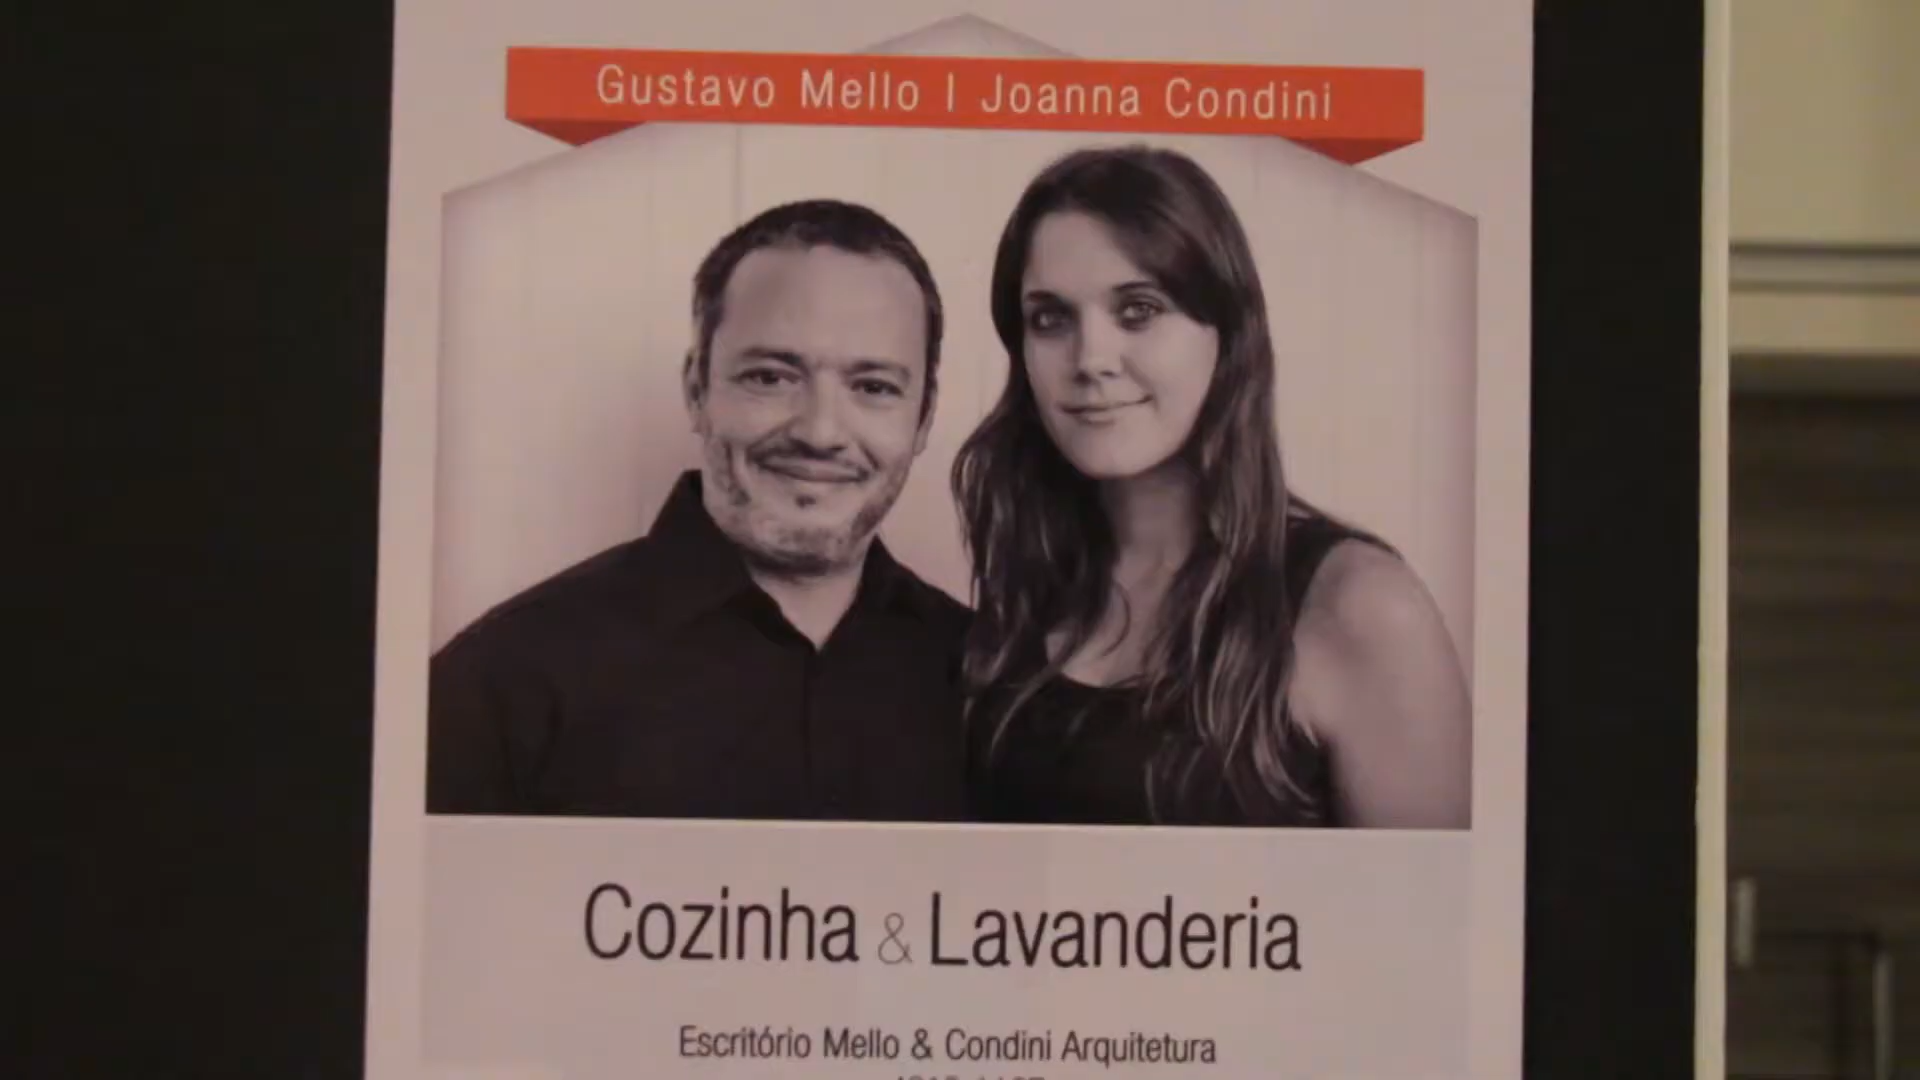 Gustavo Mello | Joanna Condini
Cozinha & Lavanderia
Escritório Mello & Condini Arquitetura